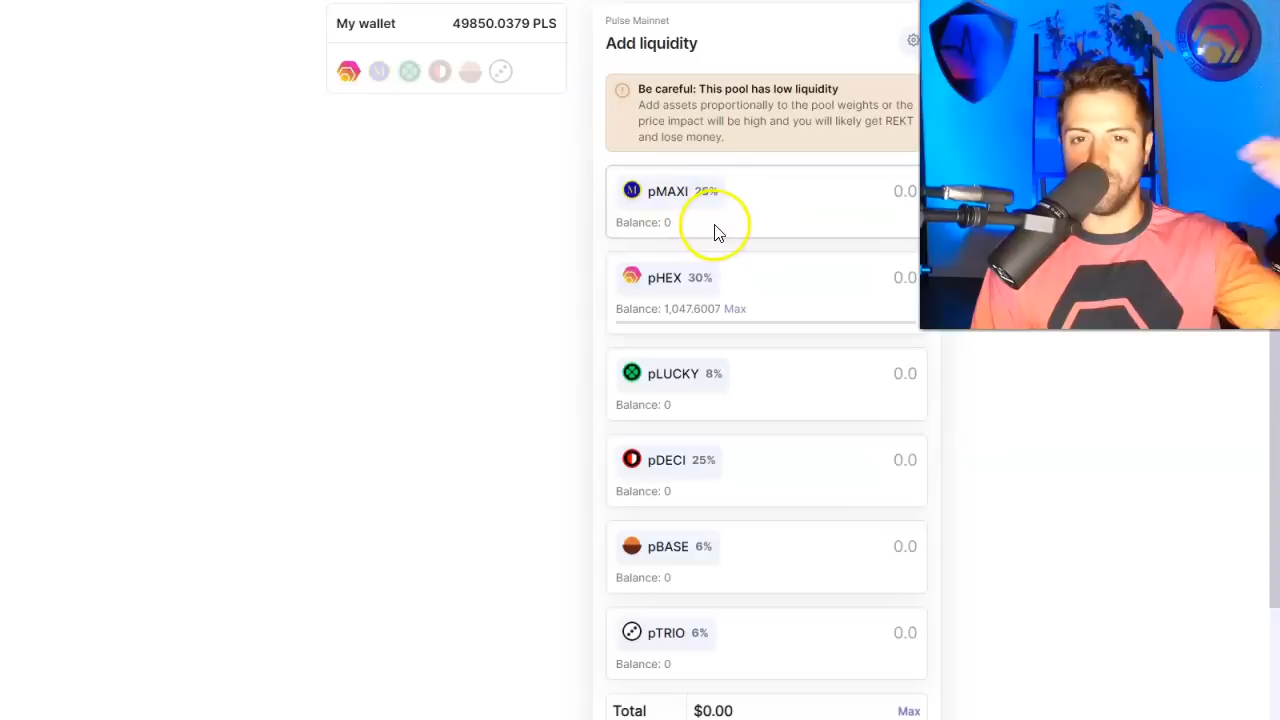 My wallet 49850.0379 PLS
Pulse Mainnet
Add liquidity
Be careful: This pool has low liquidity
Add assets proportionally to the pool weights or the
price impact will be high and you will likely get REKT
and lose money.
pMAXI 25% 0.0
Balance: 0
pHEX 30% 0.0
Balance: 1,047.6007 Max
pLUCKY 8% 0.0
Balance: 0
pDECI 25% 0.0
Balance: 0
pBASE 6% 0.0
Balance: 0
pTRIO 6% 0.0
Balance: 0
Total $0.00 Max